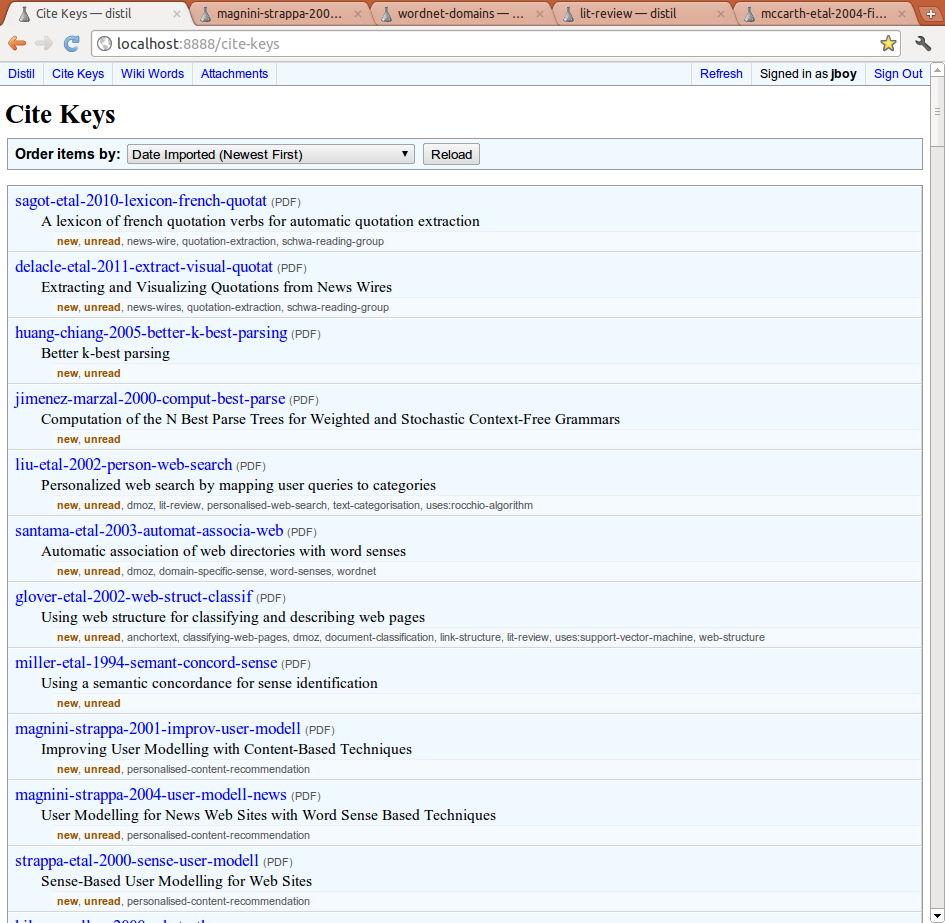 Cite Keys — distil
magnini-strappa-200...
wordnet-domains — ...
lit-review — distil
mccarth-etal-2004-fi...
localhost:8888/cite-keys
Distil Cite Keys Wiki Words Attachments Refresh Signed in as jboy Sign Out
Cite Keys
Order items by: Date Imported (Newest First) Reload
sagot-etal-2010-lexicon-french-quotat (PDF)
A lexicon of french quotation verbs for automatic quotation extraction
new, unread, news-wire, quotation-extraction, schwa-reading-group
delacle-etal-2011-extract-visual-quotat (PDF)
Extracting and Visualizing Quotations from News Wires
new, unread, news-wires, quotation-extraction, schwa-reading-group
huang-chiang-2005-better-k-best-parsing (PDF)
Better k-best parsing
new, unread
jimenez-marzal-2000-comput-best-parse (PDF)
Computation of the N Best Parse Trees for Weighted and Stochastic Context-Free Grammars
new, unread
liu-etal-2002-person-web-search (PDF)
Personalized web search by mapping user queries to categories
new, unread, dmoz, lit-review, personalised-web-search, text-categorisation, uses:rocchio-algorithm
santama-etal-2003-automat-associa-web (PDF)
Automatic association of web directories with word senses
new, unread, dmoz, domain-specific-sense, word-senses, wordnet
glover-etal-2002-web-struct-classif (PDF)
Using web structure for classifying and describing web pages
new, unread, anchortext, classifying-web-pages, dmoz, document-classification, link-structure, lit-review, uses:support-vector-machine, web-structure
miller-etal-1994-semant-concord-sense (PDF)
Using a semantic concordance for sense identification
new, unread
magnini-strappa-2001-improv-user-modell (PDF)
Improving User Modelling with Content-Based Techniques
new, unread, personalised-content-recommendation
magnini-strappa-2004-user-modell-news (PDF)
User Modelling for News Web Sites with Word Sense Based Techniques
new, unread, personalised-content-recommendation
strappa-etal-2000-sense-user-modell (PDF)
Sense-Based User Modelling for Web Sites
new, unread, personalised-content-recommendation